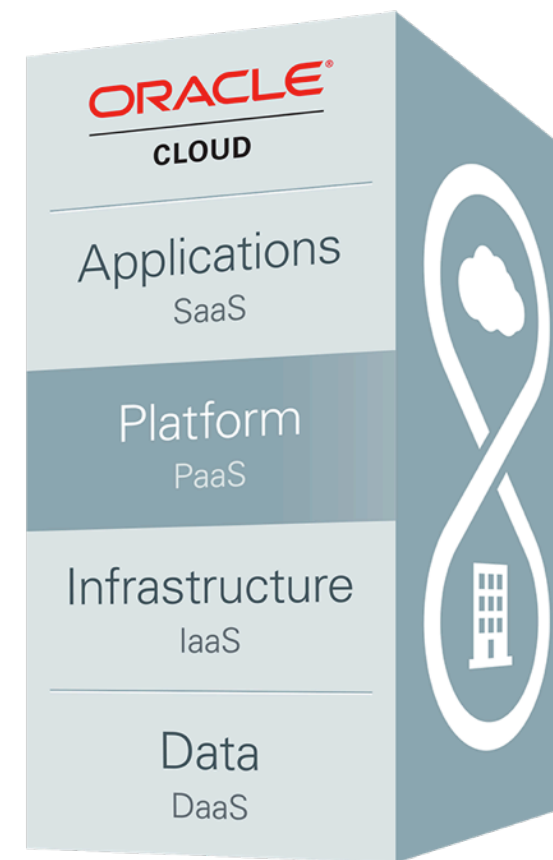 ORACLE®
CLOUD
Applications
SaaS
Platform
PaaS
Infrastructure
IaaS
Data
DaaS